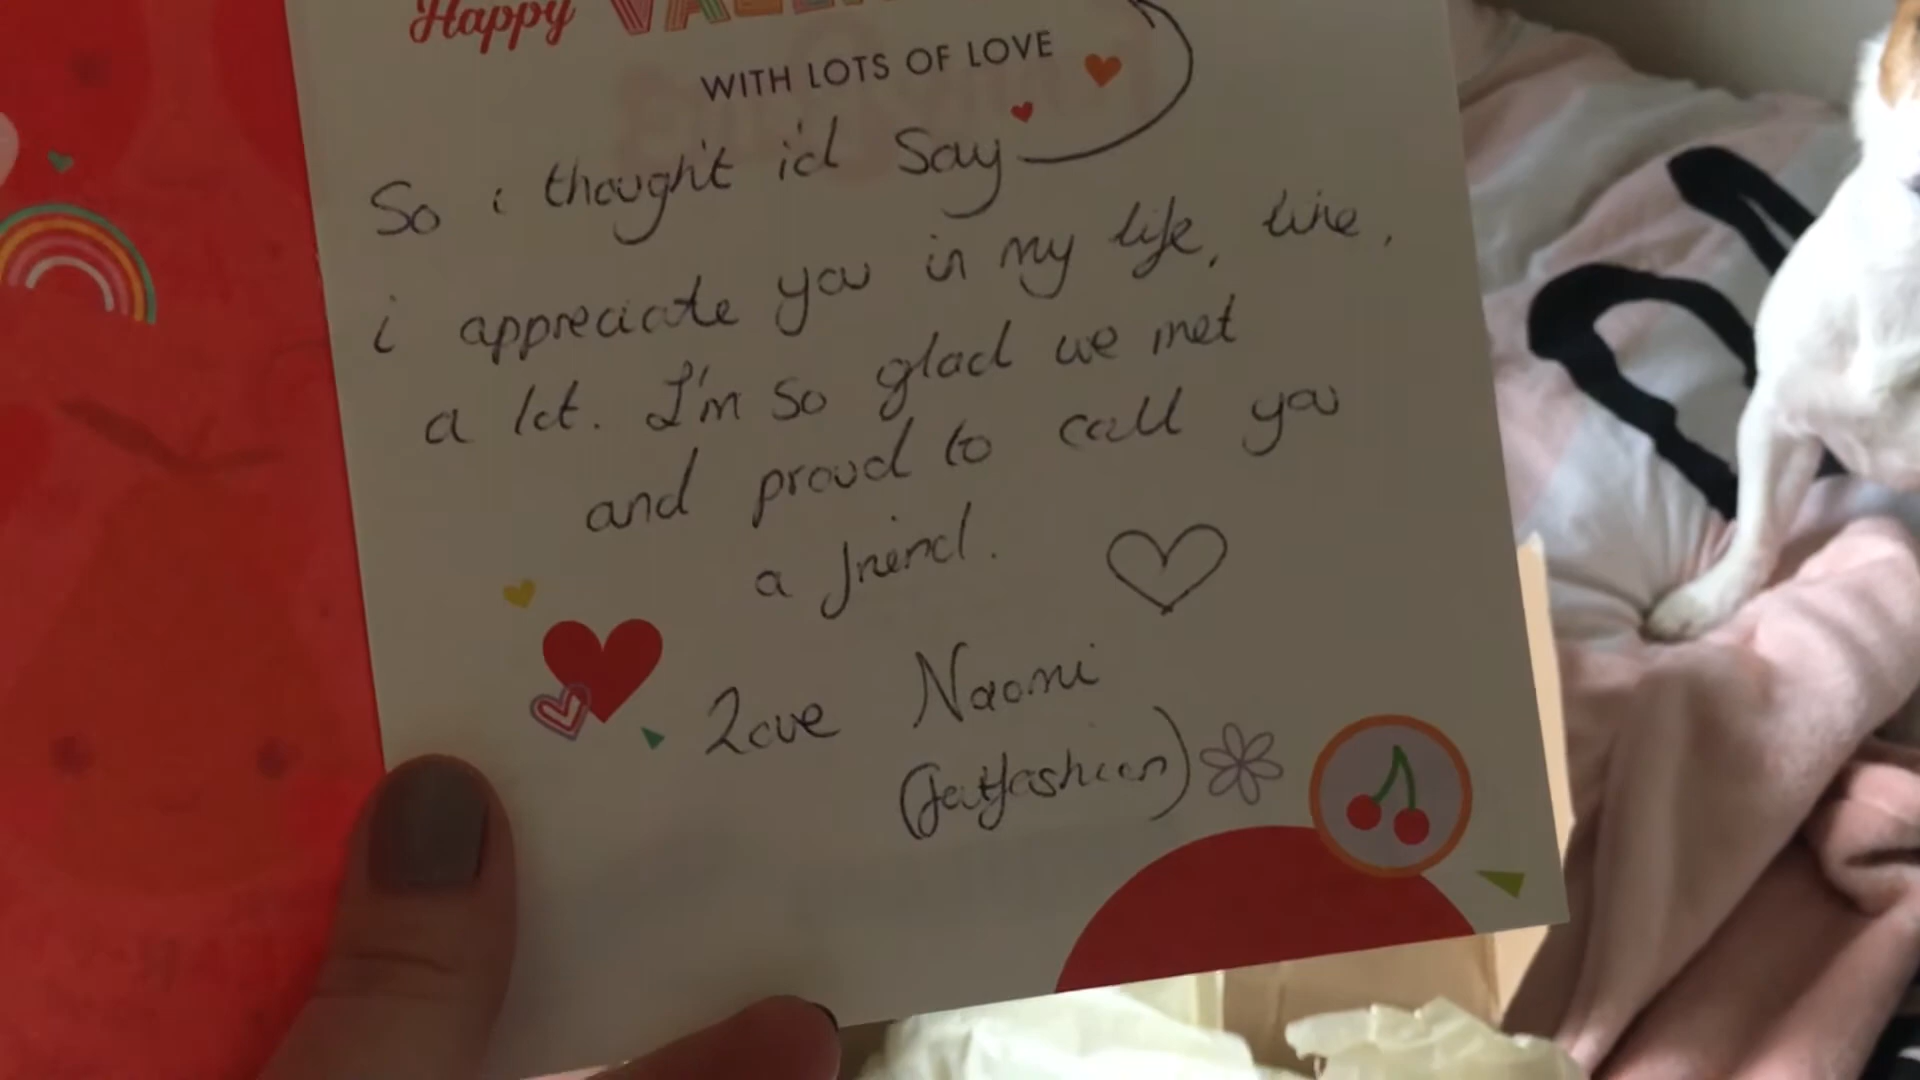 Happy
WITH LOTS OF LOVE
So i thought i'd say
i appreciate you in my life, like,
a lot. I'm so glad we met
and proud to call you
a friend.
Love Naomi